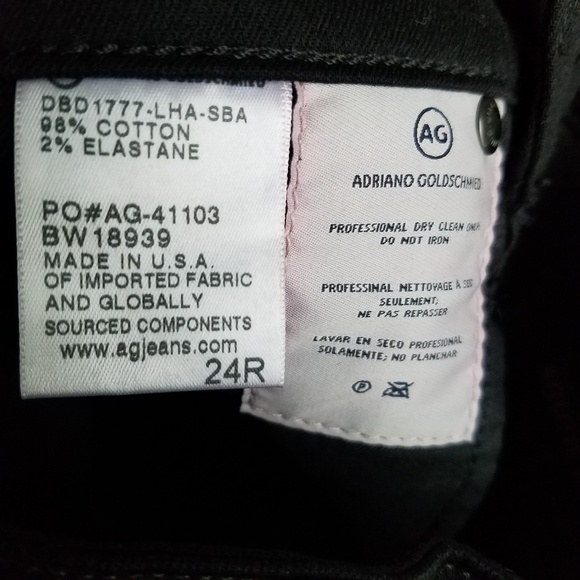 GOLDSCHMIED
DBD1777-LHA-SBA
98% COTTON
2% ELASTANE
PO#AG-41103
BW18939
MADE IN U.S.A.
OF IMPORTED FABRIC
AND GLOBALLY
SOURCED COMPONENTS
www.agjeans.com
24R
AG
ADRIANO GOLDSCHMIED
PROFESSIONAL DRY CLEAN ONLY
DO NOT IRON
PROFESSINAL NETTOYAGE À SEC
SEULEMENT;
NE PAS REPASSER
LAVAR EN SECO PROFESIONAL
SOLAMENTE; NO PLANCHAR
P